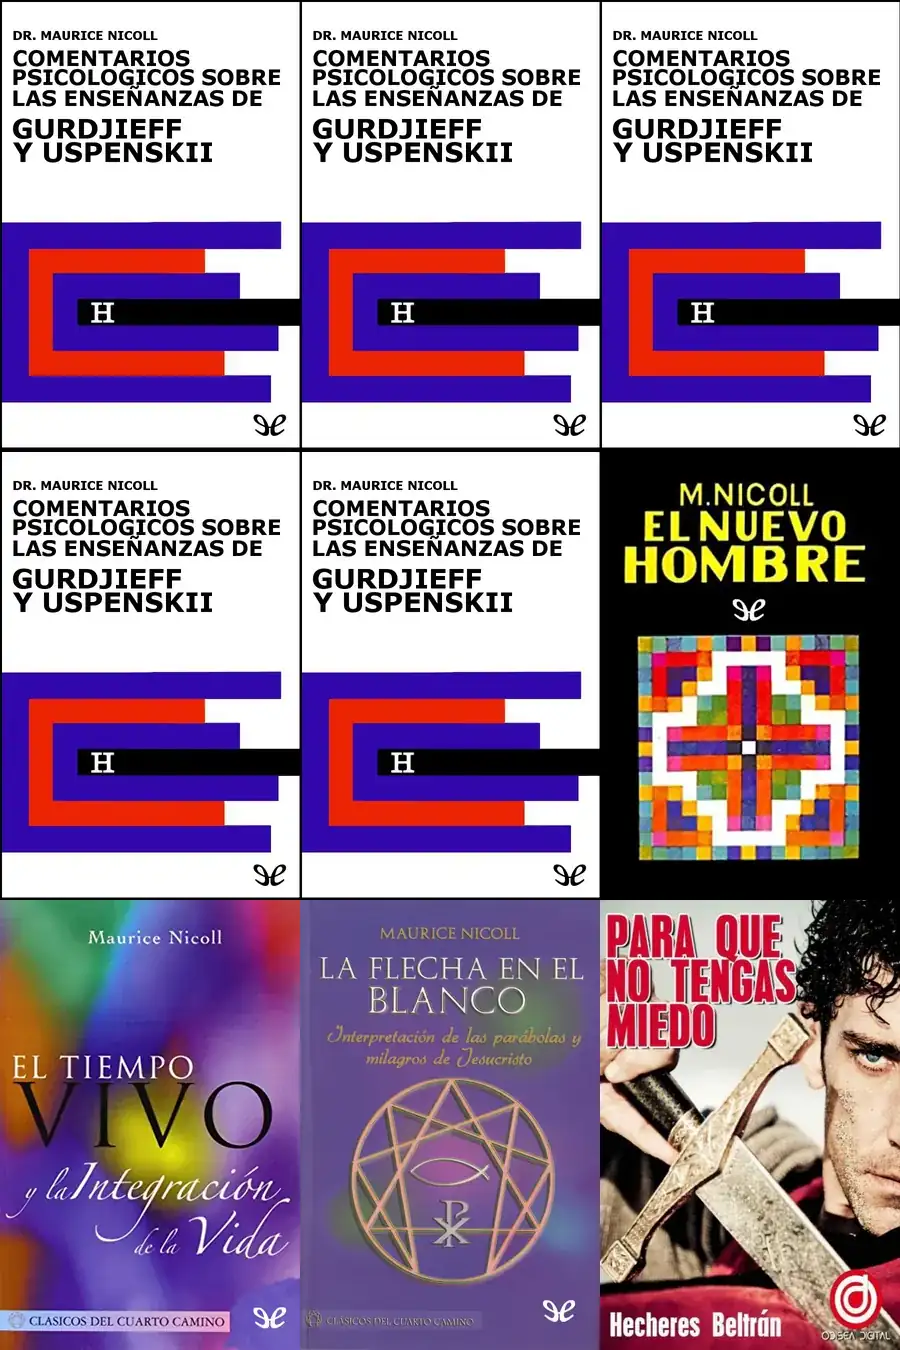 DR. MAURICE NICOLL
COMENTARIOS
PSICOLOGICOS SOBRE
LAS ENSEÑANZAS DE
GURDJIEFF
Y USPENSKII
H
DR. MAURICE NICOLL
COMENTARIOS
PSICOLOGICOS SOBRE
LAS ENSEÑANZAS DE
GURDJIEFF
Y USPENSKII
H
DR. MAURICE NICOLL
COMENTARIOS
PSICOLOGICOS SOBRE
LAS ENSEÑANZAS DE
GURDJIEFF
Y USPENSKII
H
DR. MAURICE NICOLL
COMENTARIOS
PSICOLOGICOS SOBRE
LAS ENSEÑANZAS DE
GURDJIEFF
Y USPENSKII
H
DR. MAURICE NICOLL
COMENTARIOS
PSICOLOGICOS SOBRE
LAS ENSEÑANZAS DE
GURDJIEFF
Y USPENSKII
H
M.NICOLL
EL NUEVO
HOMBRE
Maurice Nicoll
EL TIEMPO
VIVO
y la Integración
de la Vida
CLASICOS DEL CUARTO CAMINO
MAURICE NICOLL
LA FLECHA EN EL
BLANCO
Interpretación de las parábolas y
milagros de Jesucristo
CLASICOS DEL CUARTO CAMINO
PARA QUE
NO TENGAS
MIEDO
Hecheres Beltrán
ODISEA DIGITAL